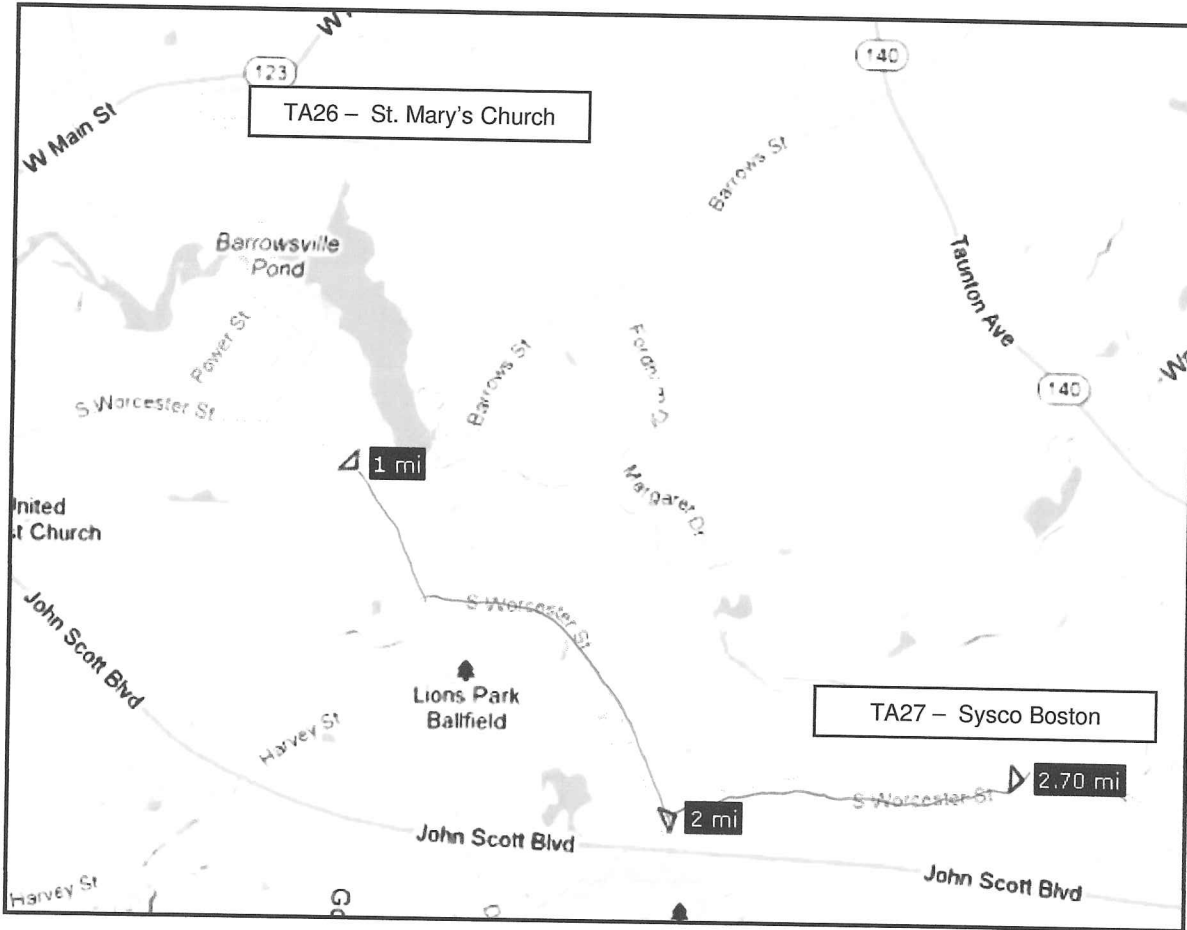 123
140
TA26 – St. Mary's Church
W Main St
Barrows St
Barrowsville
Pond
Taunton Ave
Power St
Barrows St
140
S Worcester St
1 mi
Margaret Dr
Church
S Worcester St
John Scott Blvd
Lions Park
Ballfield
TA27 – Sysco Boston
Harvey St
2.70 mi
S Worcester St
2 mi
John Scott Blvd
John Scott Blvd
Harvey St